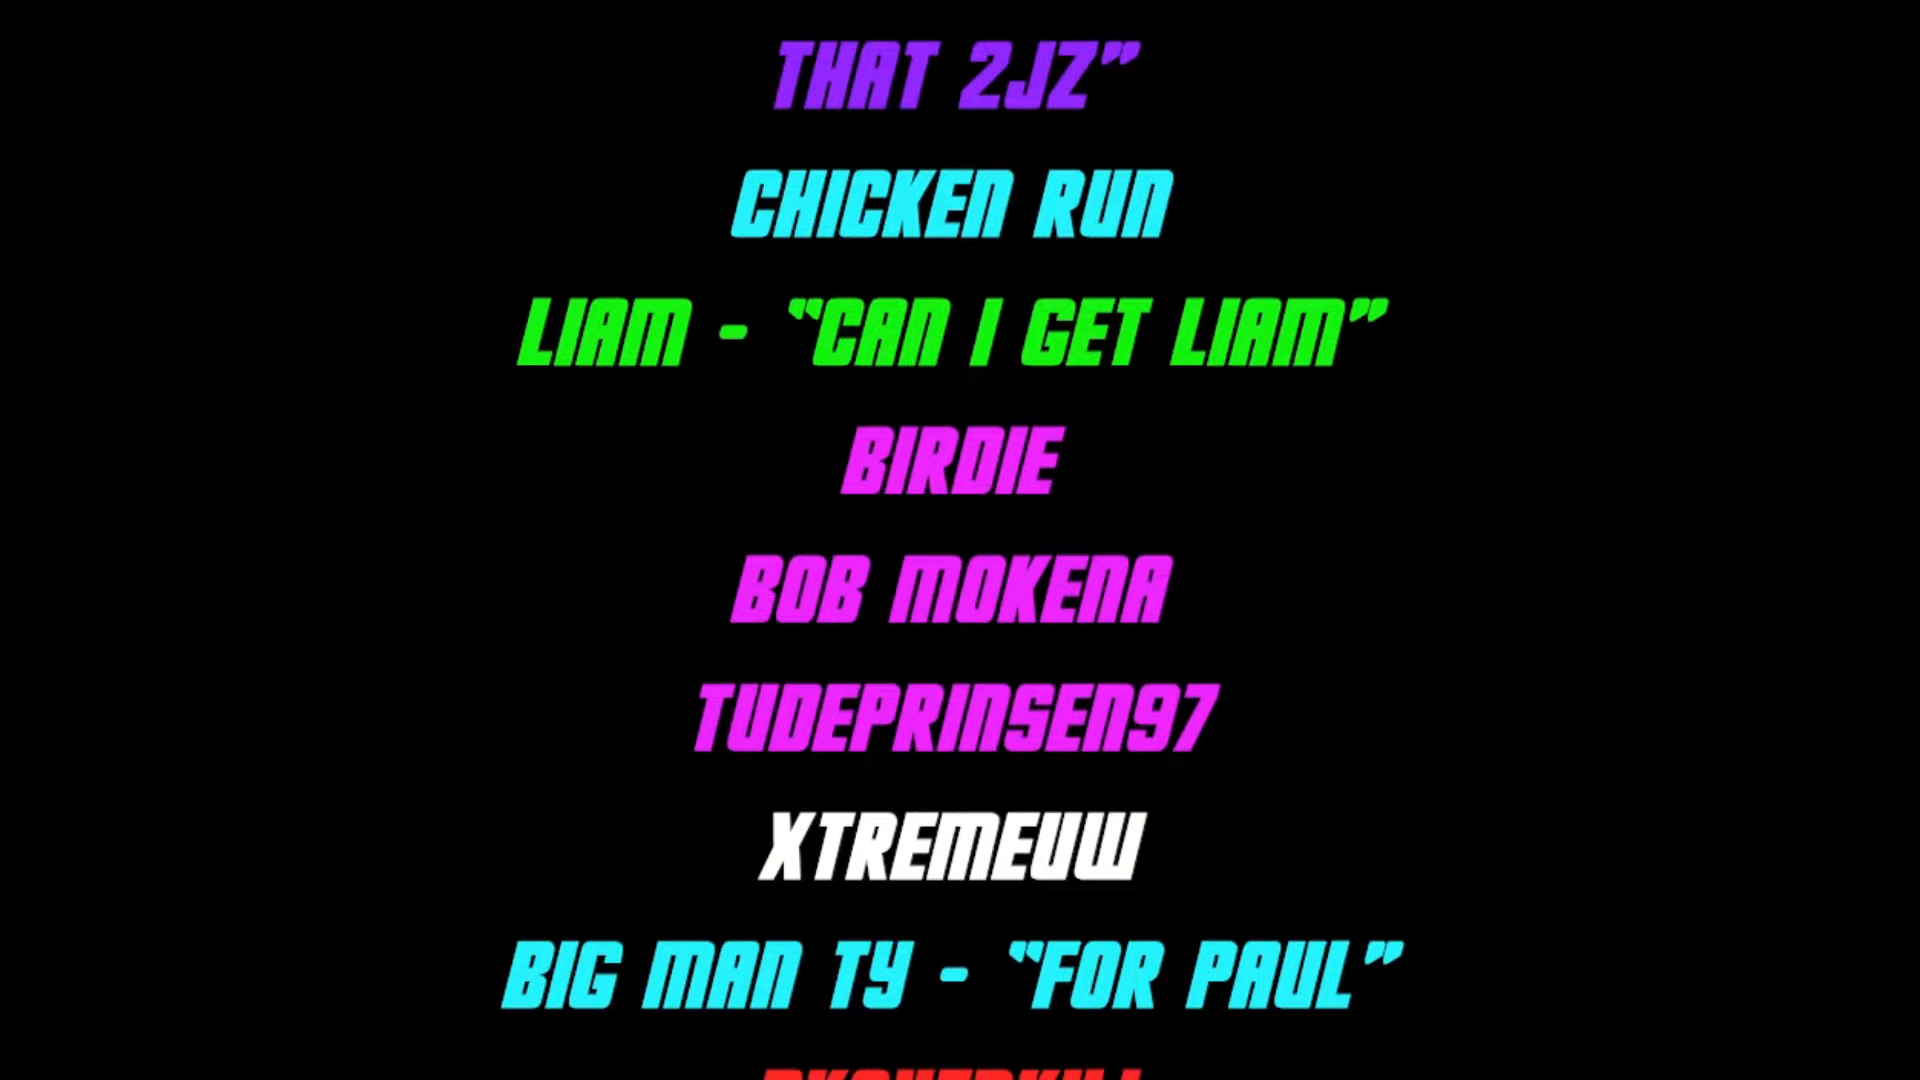 THAT 2JZ”
CHICKEN RUN
LIAM - “CAN I GET LIAM”
BIRDIE
BOB MOKENA
TUDEPRINSEN97
XTREMEUW
BIG MAN TY - “FOR PAUL”